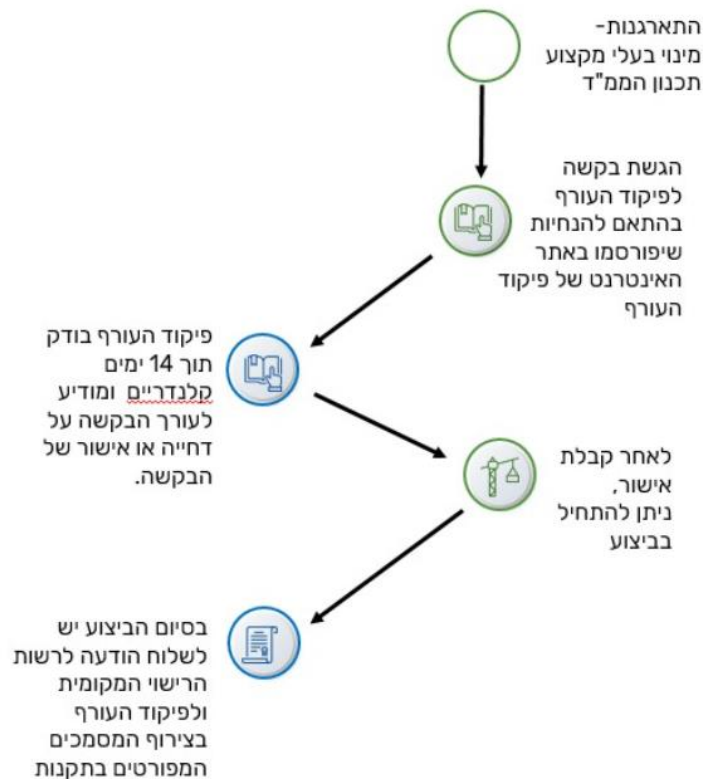 התארגנות-
מינוי בעלי מקצוע
תכנון הממ"ד
הגשת בקשה
לפיקוד העורף
בהתאם להנחיות
שיפורסמו באתר
האינטרנט של פיקוד
העורף
פיקוד העורף בודק
תוך 14 ימים
קלנדריים ומודיע
לעורך הבקשה על
דחייה או אישור של
הבקשה.
לאחר קבלת
אישור,
ניתן להתחיל
בביצוע
בסיום הביצוע יש
לשלוח הודעה לרשות
הרישוי המקומית
ולפיקוד העורף
בצירוף המסמכים
המפורטים בתקנות